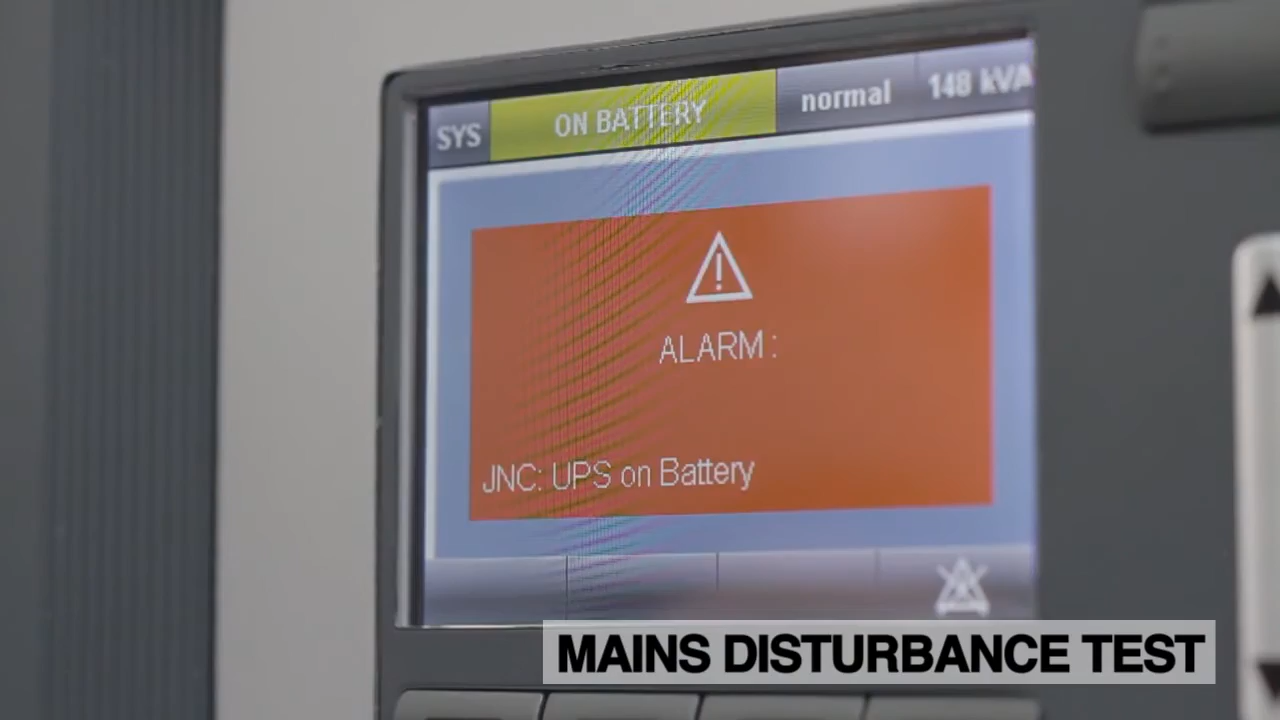 SYS ON BATTERY normal 148 kVA
ALARM :
JNC: UPS on Battery
MAINS DISTURBANCE TEST